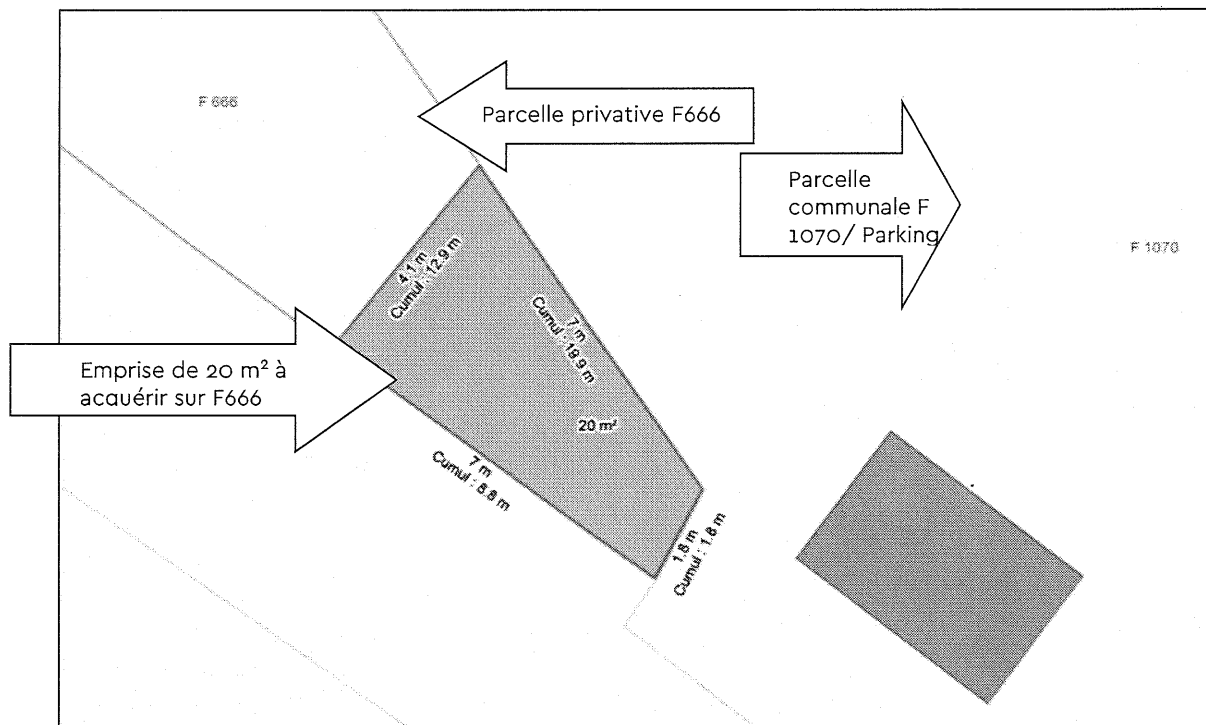 F 666
Parcelle privative F666
Parcelle
communale F
1070/ Parking
F 1070
4.1 m
Cumul : 12.9 m
7 m
Cumul : 19.9 m
Emprise de 20 m² à
acquérir sur F666
20 m²
7 m
Cumul : 8.8 m
1.8 m
Cumul : 1.8 m